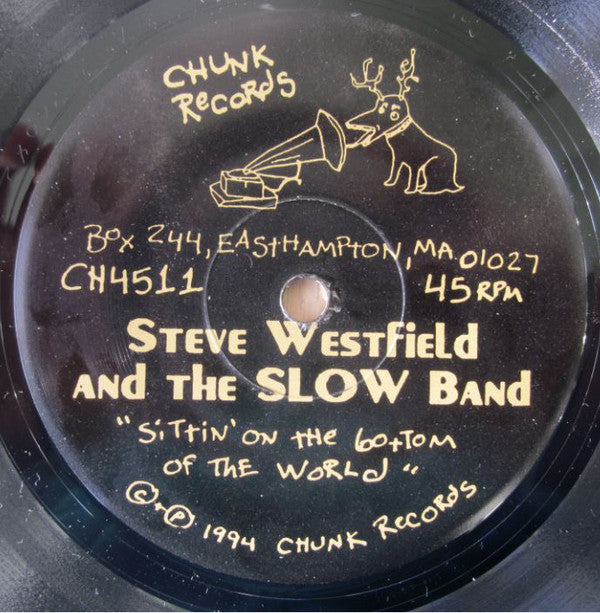 CHUNK
RecORdS
Box 244, EASTHAMPTON, MA 01027
CH4511
45 RPM
STEVE WESTFIELD
AND THE SLOW BAND
"SiTTiN' ON THE boTToM
OF THE WORLd"
©+℗ 1994 CHUNK RecORdS